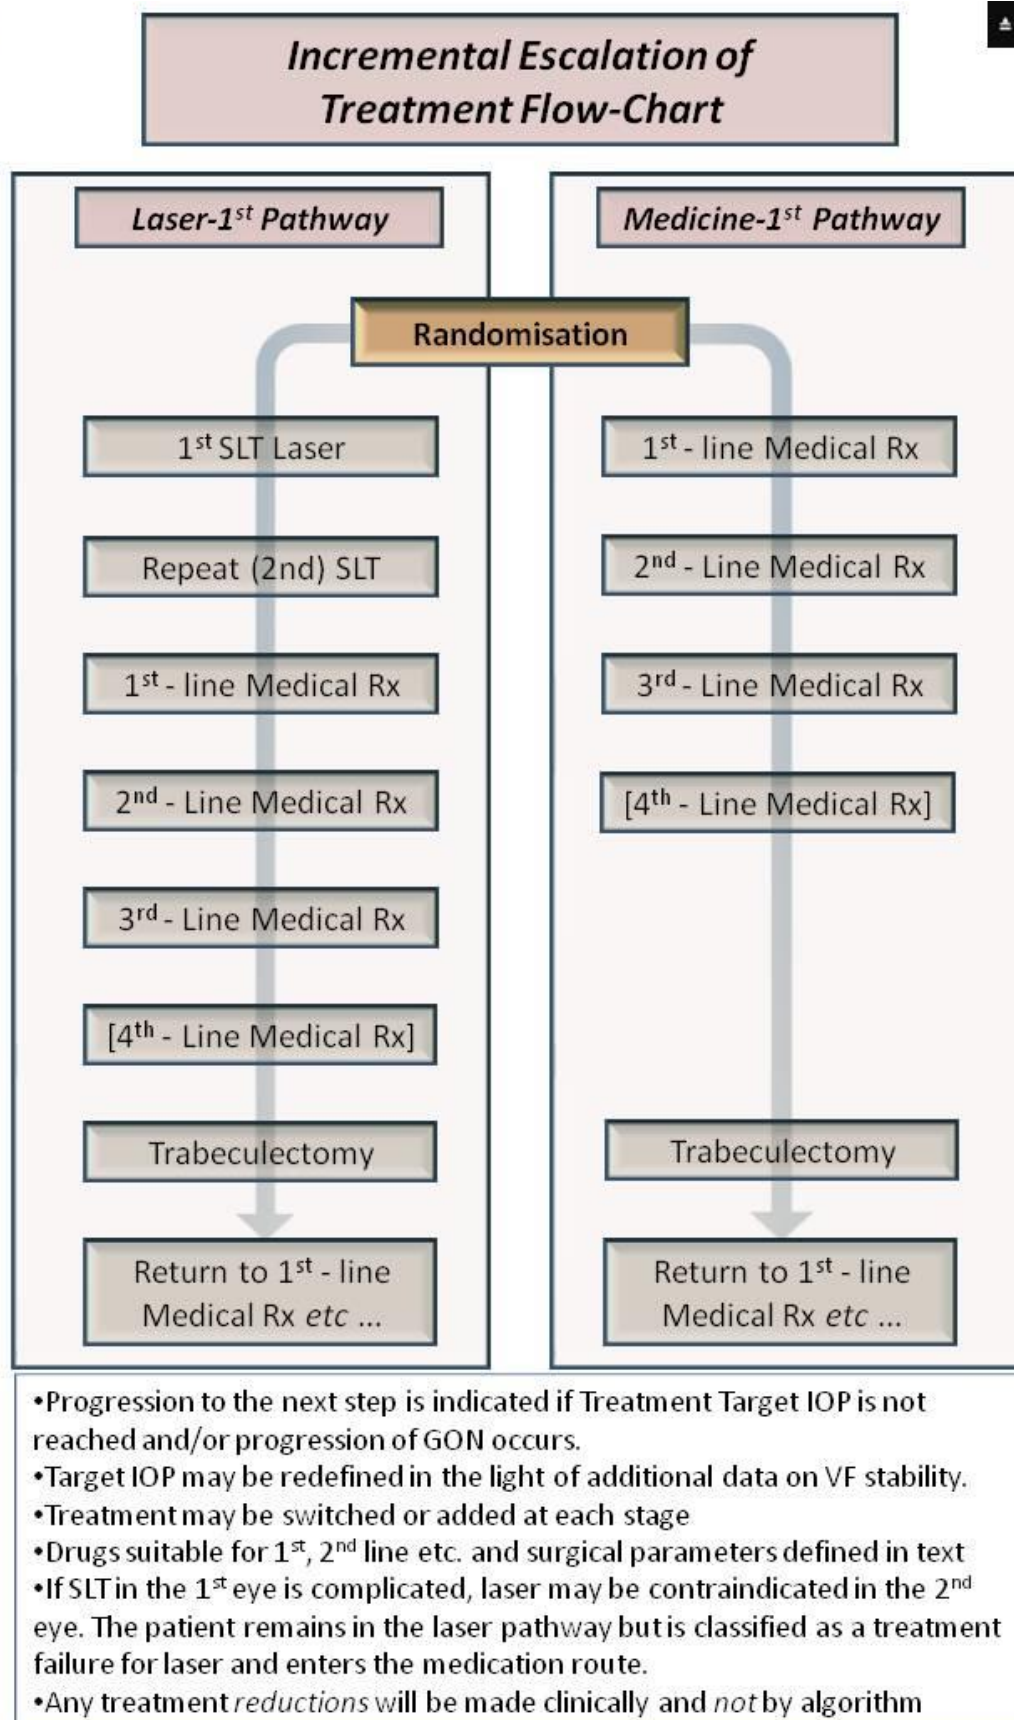 Incremental Escalation of
Treatment Flow-Chart
Laser-1st Pathway
Medicine-1st Pathway
Randomisation
1st SLT Laser
Repeat (2nd) SLT
1st - line Medical Rx
2nd - Line Medical Rx
3rd - Line Medical Rx
[4th - Line Medical Rx]
Trabeculectomy
Return to 1st - line
Medical Rx etc ...
1st - line Medical Rx
2nd - Line Medical Rx
3rd - Line Medical Rx
[4th - Line Medical Rx]
Trabeculectomy
Return to 1st - line
Medical Rx etc ...
•Progression to the next step is indicated if Treatment Target IOP is not
reached and/or progression of GON occurs.
•Target IOP may be redefined in the light of additional data on VF stability.
•Treatment may be switched or added at each stage
•Drugs suitable for 1st, 2nd line etc. and surgical parameters defined in text
•If SLT in the 1st eye is complicated, laser may be contraindicated in the 2nd
eye. The patient remains in the laser pathway but is classified as a treatment
failure for laser and enters the medication route.
•Any treatment reductions will be made clinically and not by algorithm